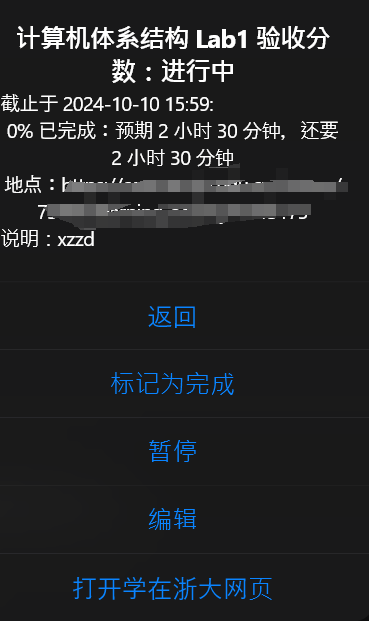 计算机体系结构 Lab1 验收分
数：进行中
截止于 2024-10-10 15:59:
0% 已完成：预期 2 小时 30 分钟，还要
2 小时 30 分钟
地点：
说明：xzzd
返回
标记为完成
暂停
编辑
打开学在浙大网页